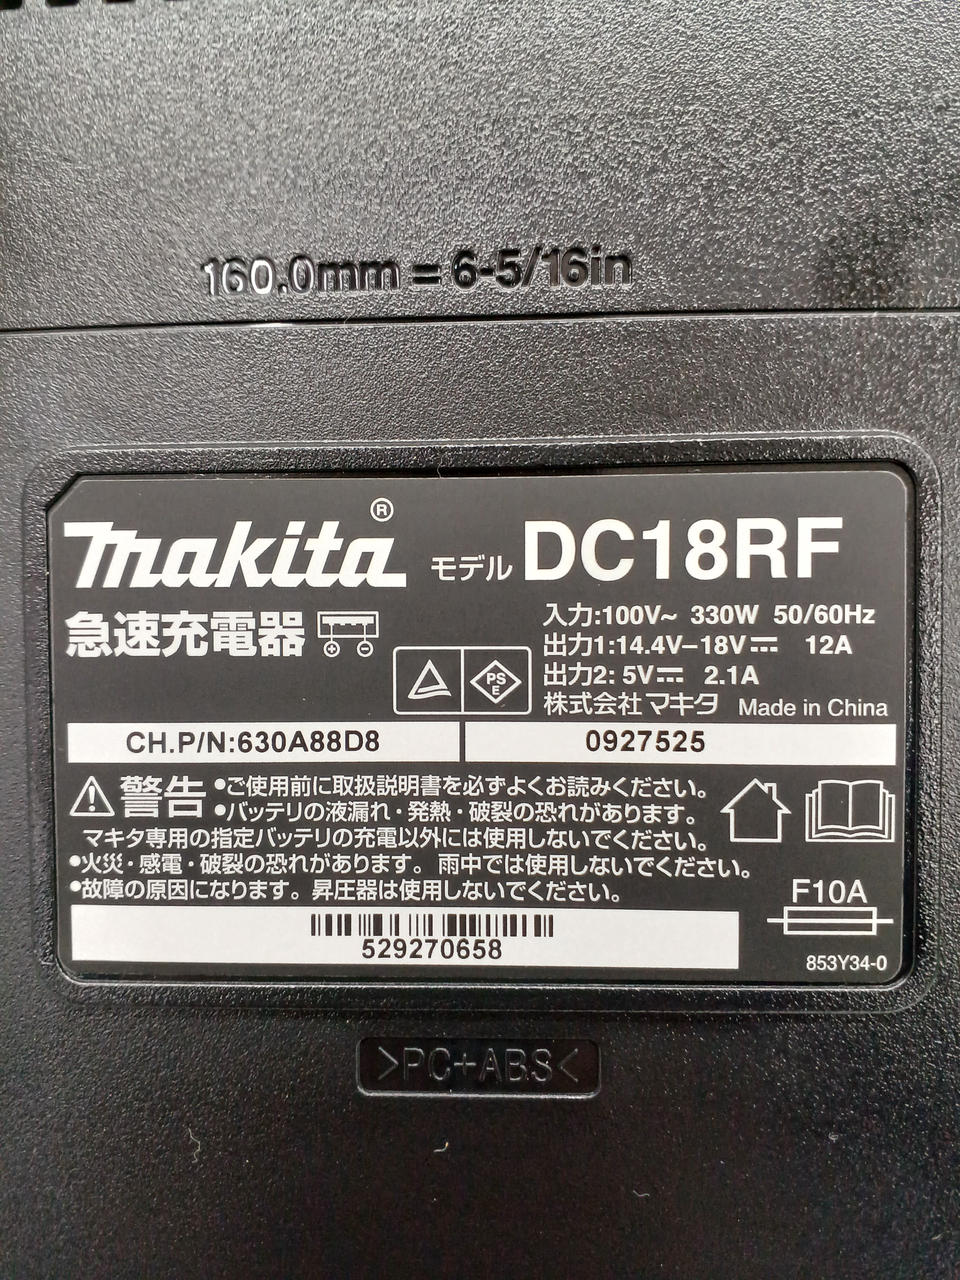 160.0mm = 6-5/16in
makita® モデル DC18RF
急速充電器
入力:100V~ 330W 50/60Hz
出力1:14.4V−18V⎓ 12A
出力2: 5V⎓ 2.1A
PS
E
株式会社 マキタ Made in China
CH.P/N:630A88D8 0927525
警告 •ご使用前に取扱説明書を必ずよくお読みください。
•バッテリの液漏れ・発熱・破裂の恐れがあります。
マキタ専用の指定バッテリの充電以外には使用しないでください。
•火災・感電・破裂の恐れがあります。雨中では使用しないでください。
•故障の原因になります。昇圧器は使用しないでください。
F10A
529270658
853Y34-0
>PC+ABS<